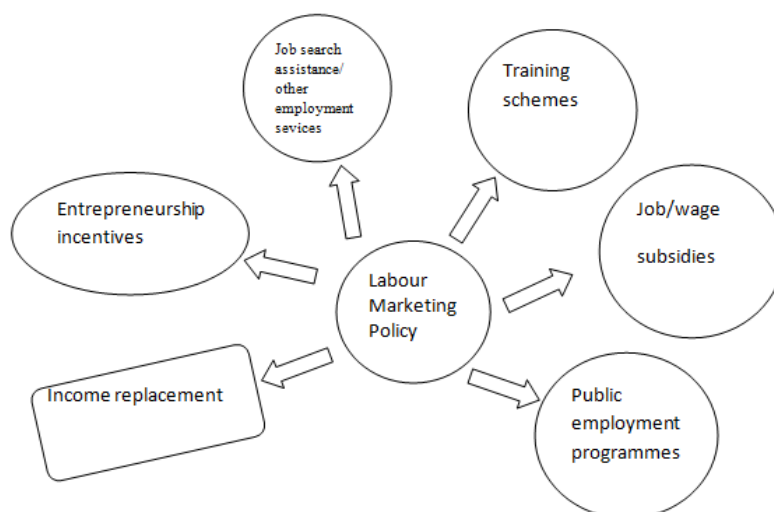 Job search
assistance/
other
employment
sevices
Training
schemes
Entrepreneurship
incentives
Job/wage
subsidies
Labour
Marketing
Policy
Income replacement
Public
employment
programmes